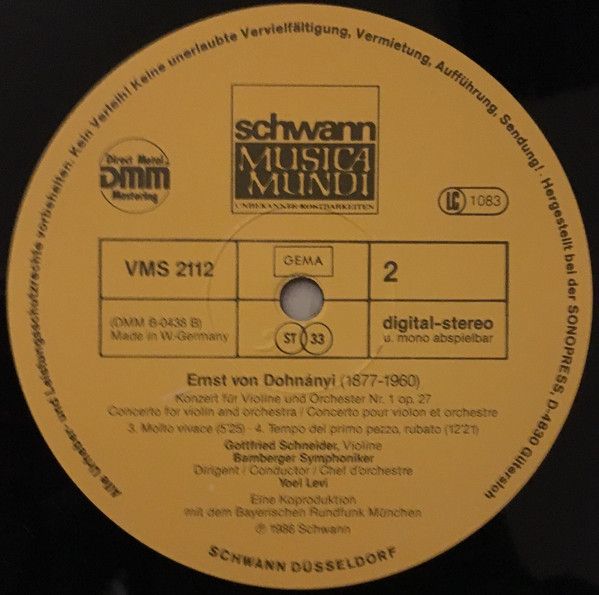 Alle Urheber- und Leistungsschutzrechte vorbehalten. Kein Verleih! Keine unerlaubte Vervielfältigung, Vermietung, Aufführung, Sendung! · Hergestellt bei der SONOPRESS, D-4830 Gütersloh
schwann
MUSICA
MUNDI
UNBEKANNTE KOSTBARKEITEN
Direct Metal
DMM
Mastering
LC 1083
VMS 2112
GEMA
2
(DMM 6-0438 B)
Made in W.-Germany
ST 33
digital-stereo
u. mono abspielbar
Ernst von Dohnányi (1877-1960)
Konzert für Violine und Orchester Nr. 1 op. 27
Concerto for violin and orchestra / Concerto pour violon et orchestre
3. Molto vivace (5'25) · 4. Tempo del primo pezzo, rubato (12'21)
Gottfried Schneider, Violine
Bamberger Symphoniker
Dirigent / Conductor / Chef d'orchestre
Yoel Levi
Eine Koproduktion
mit dem Bayerischen Rundfunk München
℗ 1986 Schwann
SCHWANN DÜSSELDORF